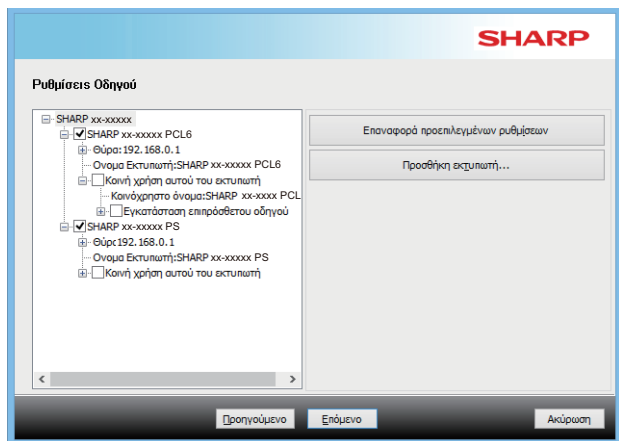 SHARP
Ρυθμίσεις Οδηγού
SHARP xx-xxxxx
SHARP xx-xxxxx PCL6
Θύρα:192.168.0.1
Ονομα Εκτυπωτή:SHARP xx-xxxxx PCL6
Κοινή χρήση αυτού του εκτυπωτή
Κοινόχρηστο όνομα:SHARP xx-xxxx PCL
Εγκατάσταση επιπρόσθετου οδηγού
SHARP xx-xxxxx PS
Θύρα192.168.0.1
Ονομα Εκτυπωτή:SHARP xx-xxxxx PS
Κοινή χρήση αυτού του εκτυπωτή
Επαναφορά προεπιλεγμένων ρυθμίσεων
Προσθήκη εκτυπωτή...
Προηγούμενο
Επόμενο
Ακύρωση